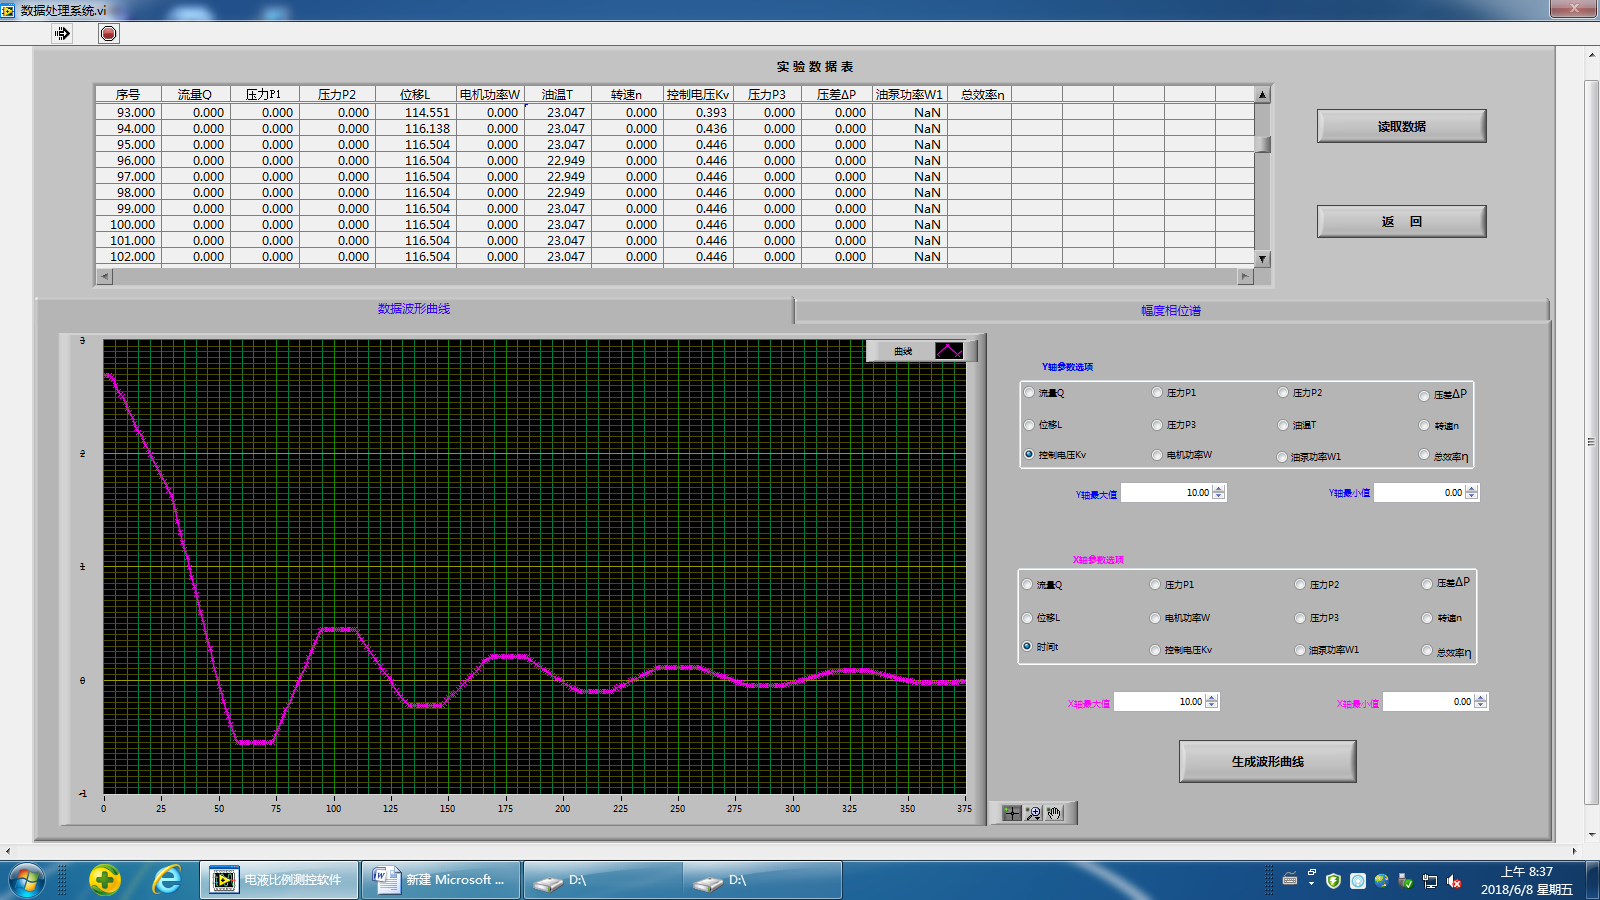 数据处理系统.vi
实 验 数 据 表
序号 流量Q 压力P1 压力P2 位移L 电机功率W 油温T 转速n 控制电压Kv 压力P3 压差ΔP 油泵功率W1 总效率η
93.000 0.000 0.000 0.000 114.551 0.000 23.047 0.000 0.393 0.000 0.000 NaN
94.000 0.000 0.000 0.000 116.138 0.000 23.047 0.000 0.436 0.000 0.000 NaN
95.000 0.000 0.000 0.000 116.504 0.000 23.047 0.000 0.446 0.000 0.000 NaN
96.000 0.000 0.000 0.000 116.504 0.000 22.949 0.000 0.446 0.000 0.000 NaN
97.000 0.000 0.000 0.000 116.504 0.000 22.949 0.000 0.446 0.000 0.000 NaN
98.000 0.000 0.000 0.000 116.504 0.000 22.949 0.000 0.446 0.000 0.000 NaN
99.000 0.000 0.000 0.000 116.504 0.000 23.047 0.000 0.446 0.000 0.000 NaN
100.000 0.000 0.000 0.000 116.504 0.000 23.047 0.000 0.446 0.000 0.000 NaN
101.000 0.000 0.000 0.000 116.504 0.000 23.047 0.000 0.446 0.000 0.000 NaN
102.000 0.000 0.000 0.000 116.504 0.000 23.047 0.000 0.446 0.000 0.000 NaN
读取数据
返 回
数据波形曲线
幅度相位谱
曲线
3
2
1
0
-1
0 25 50 75 100 125 150 175 200 225 250 275 300 325 350 375
Y轴参数选项
流量Q 压力P1 压力P2 压差ΔP
位移L 压力P3 油温T 转速n
控制电压Kv 电机功率W 油泵功率W1 总效率η
Y轴最大值 10.00 Y轴最小值 0.00
X轴参数选项
流量Q 压力P1 压力P2 压差ΔP
位移L 电机功率W 压力P3 转速n
时间t 控制电压Kv 油泵功率W1 总效率η
X轴最大值 10.00 X轴最小值 0.00
生成波形曲线
电液比例测控软件
新建 Microsoft ...
D:\
D:\
上午 8:37
2018/6/8 星期五